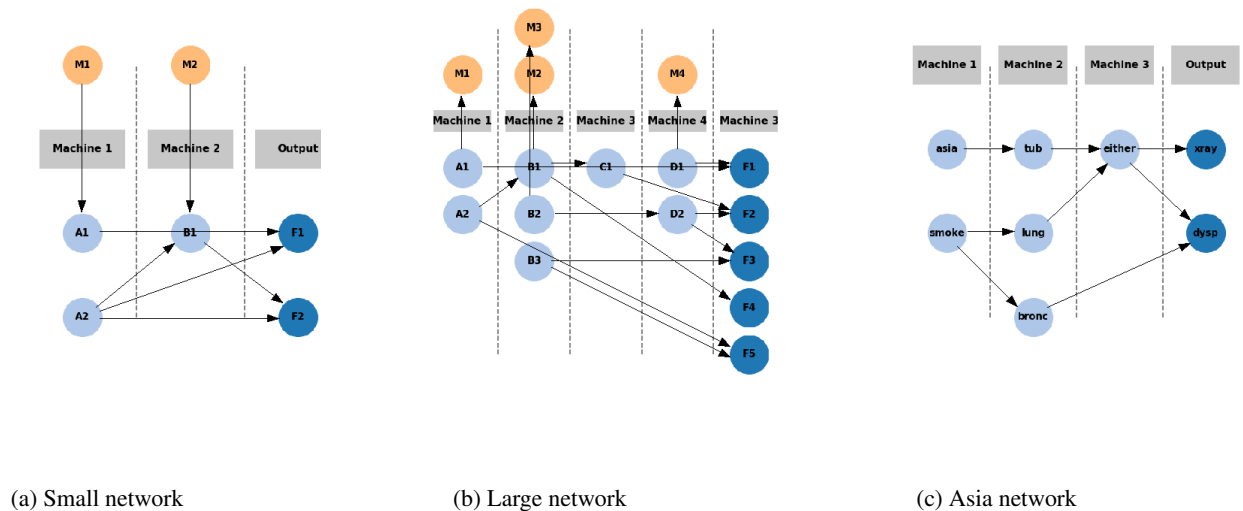 M1
M2
Machine 1
Machine 2
Output
A1
B1
F1
A2
F2
(a) Small network
M3
M1
M2
M4
Machine 1
Machine 2
Machine 3
Machine 4
Machine 3
A1
B1
C1
D1
F1
A2
B2
D2
F2
B3
F3
F4
F5
(b) Large network
Machine 1
Machine 2
Machine 3
Output
asia
tub
either
xray
smoke
lung
dysp
bronc
(c) Asia network